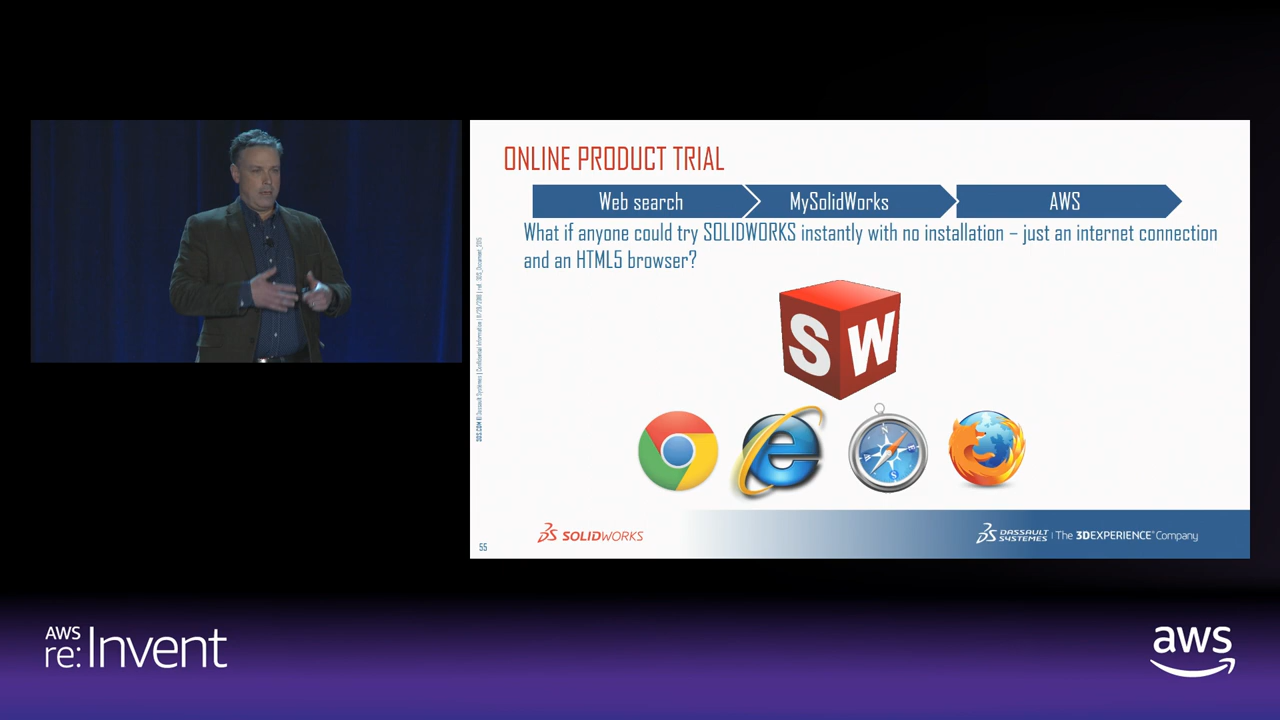 ONLINE PRODUCT TRIAL
Web search
MySolidWorks
AWS
What if anyone could try SOLIDWORKS instantly with no installation – just an internet connection
and an HTML5 browser?
S W
SOLIDWORKS
DASSAULT SYSTEMES | The 3DEXPERIENCE Company
55
AWS
re:Invent
aws